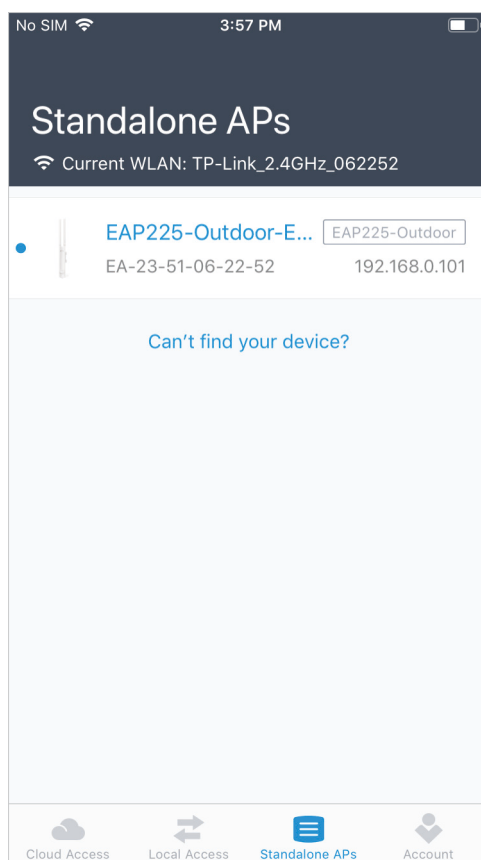 No SIM 3:57 PM
Standalone APs
Current WLAN: TP-Link_2.4GHz_062252
EAP225-Outdoor-E... EAP225-Outdoor
EA-23-51-06-22-52 192.168.0.101
Can't find your device?
Cloud Access Local Access Standalone APs Account